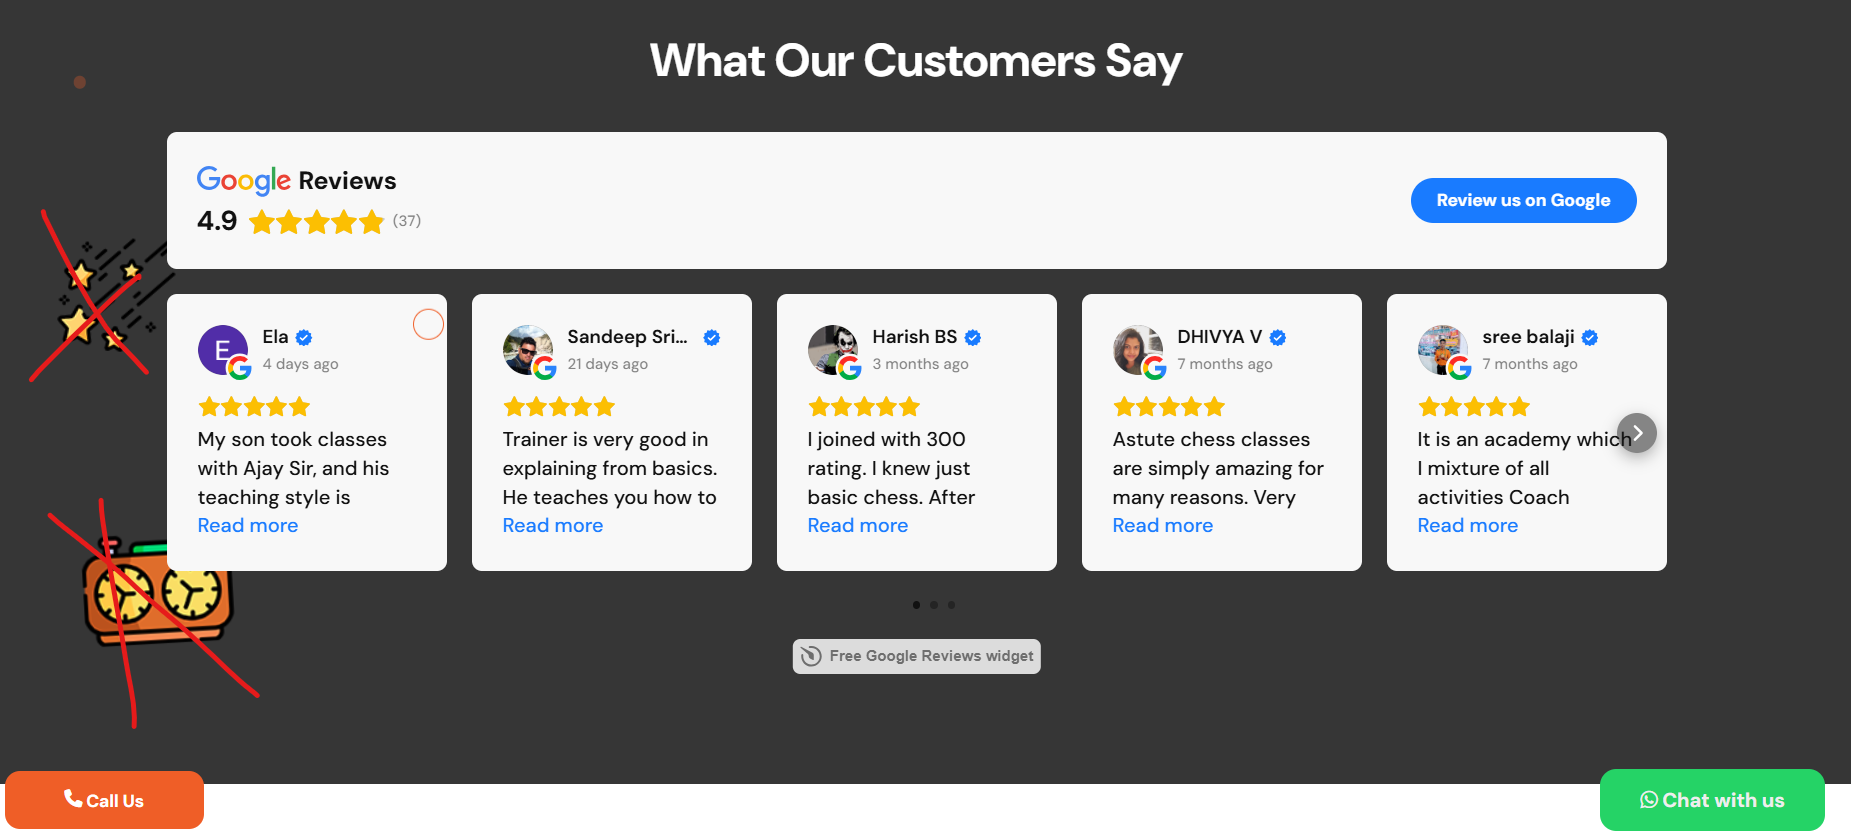 What Our Customers Say
Google Reviews
4.9 (37)
Review us on Google
E
Ela
4 days ago
My son took classes
with Ajay Sir, and his
teaching style is
Read more
Sandeep Sri...
21 days ago
Trainer is very good in
explaining from basics.
He teaches you how to
Read more
Harish BS
3 months ago
I joined with 300
rating. I knew just
basic chess. After
Read more
DHIVYA V
7 months ago
Astute chess classes
are simply amazing for
many reasons. Very
Read more
sree balaji
7 months ago
It is an academy which
I mixture of all
activities Coach
Read more
Free Google Reviews widget
Call Us
Chat with us